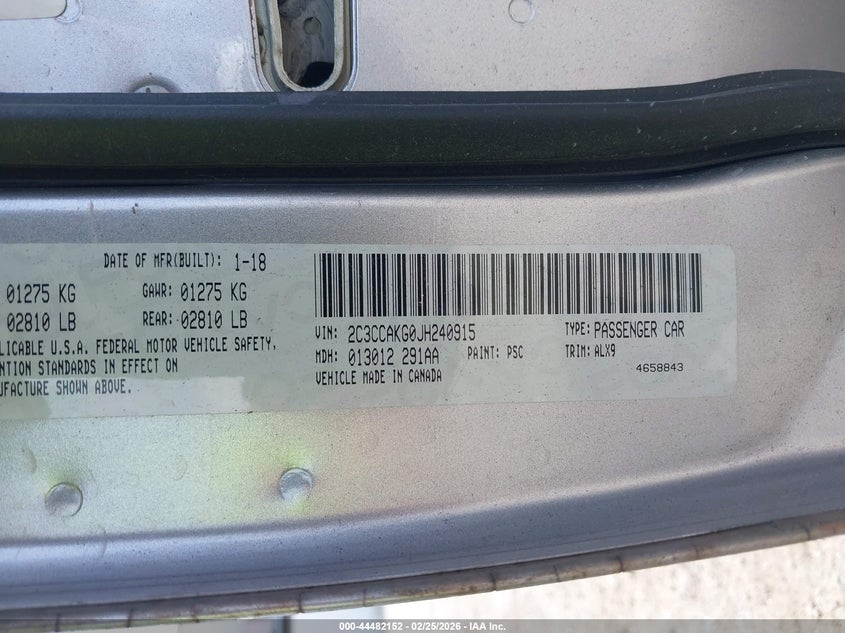 DATE OF MFR(BUILT): 1-18
01275 KG GAWR: 01275 KG
02810 LB REAR: 02810 LB
PLICABLE U.S.A. FEDERAL MOTOR VEHICLE SAFETY,
NTION STANDARDS IN EFFECT ON
UFACTURE SHOWN ABOVE.
VIN: 2C3CCAKG0JH240915 TYPE: PASSENGER CAR
MDH: 013012 291AA PAINT: PSC TRIM: ALX9
VEHICLE MADE IN CANADA 4658843
000-44482152 - 02/25/2026 - IAA Inc.